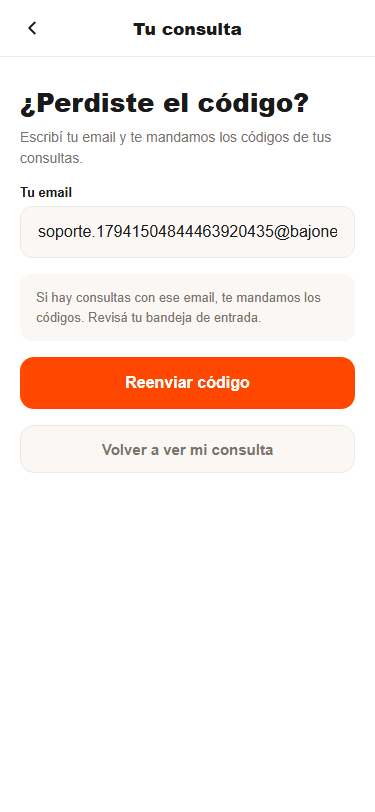 Tu consulta
¿Perdiste el código?
Escribí tu email y te mandamos los códigos de tus
consultas.
Tu email
soporte.17941504844463920435@bajone
Si hay consultas con ese email, te mandamos los
códigos. Revisá tu bandeja de entrada.
Reenviar código
Volver a ver mi consulta